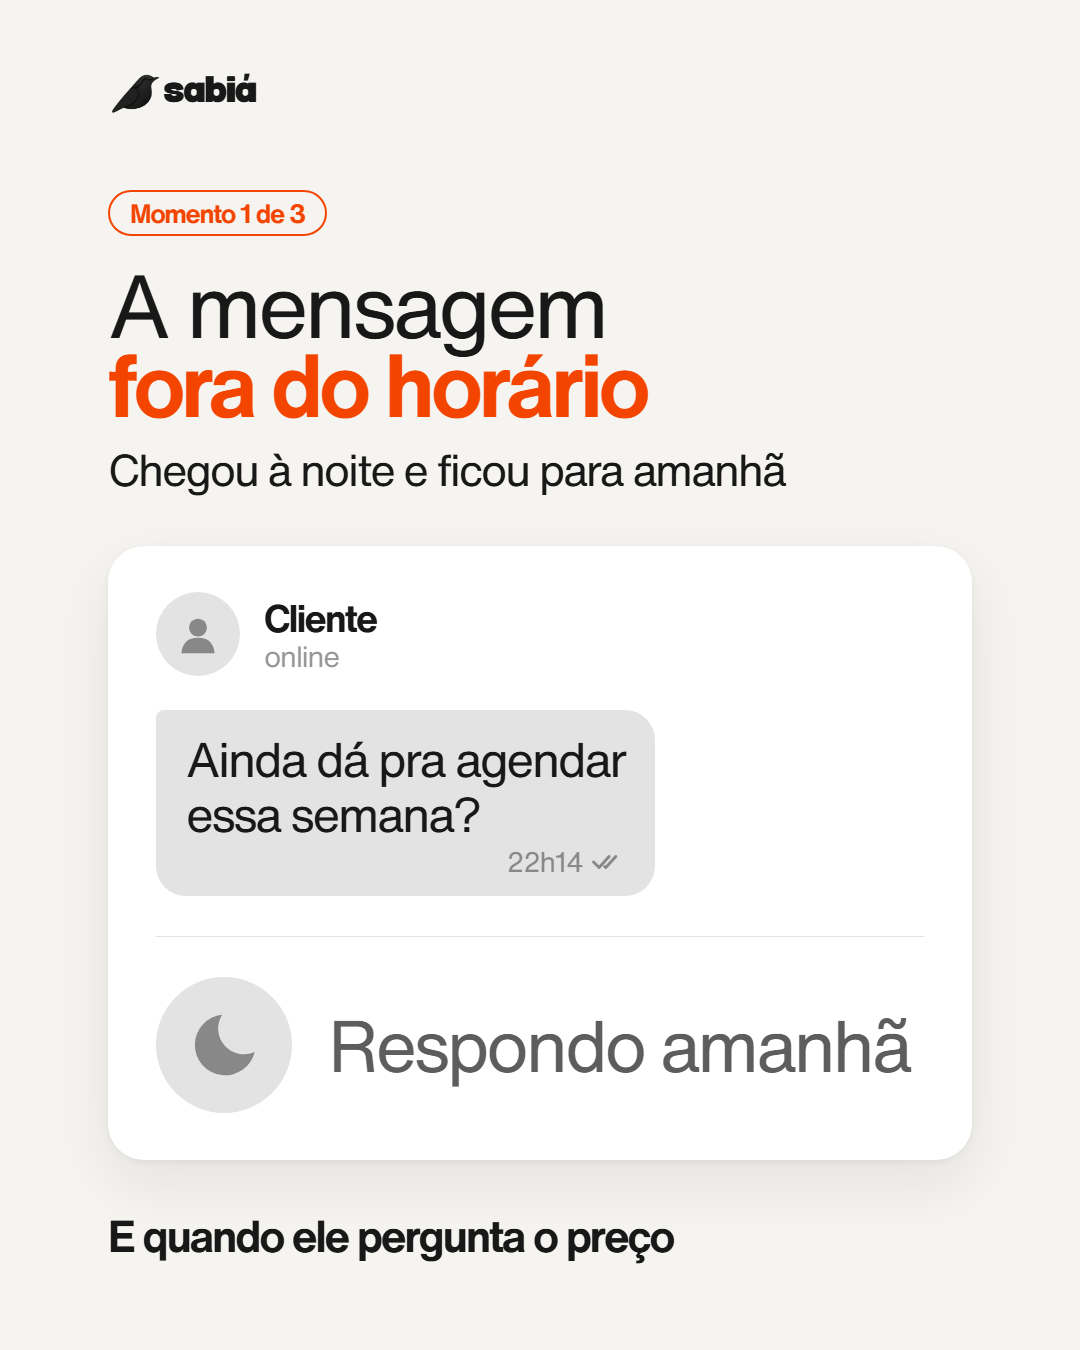 sabiá
Momento 1 de 3
A mensagem
fora do horário
Chegou à noite e ficou para amanhã
Cliente
online
Ainda dá pra agendar
essa semana?
22h14
Respondo amanhã
E quando ele pergunta o preço